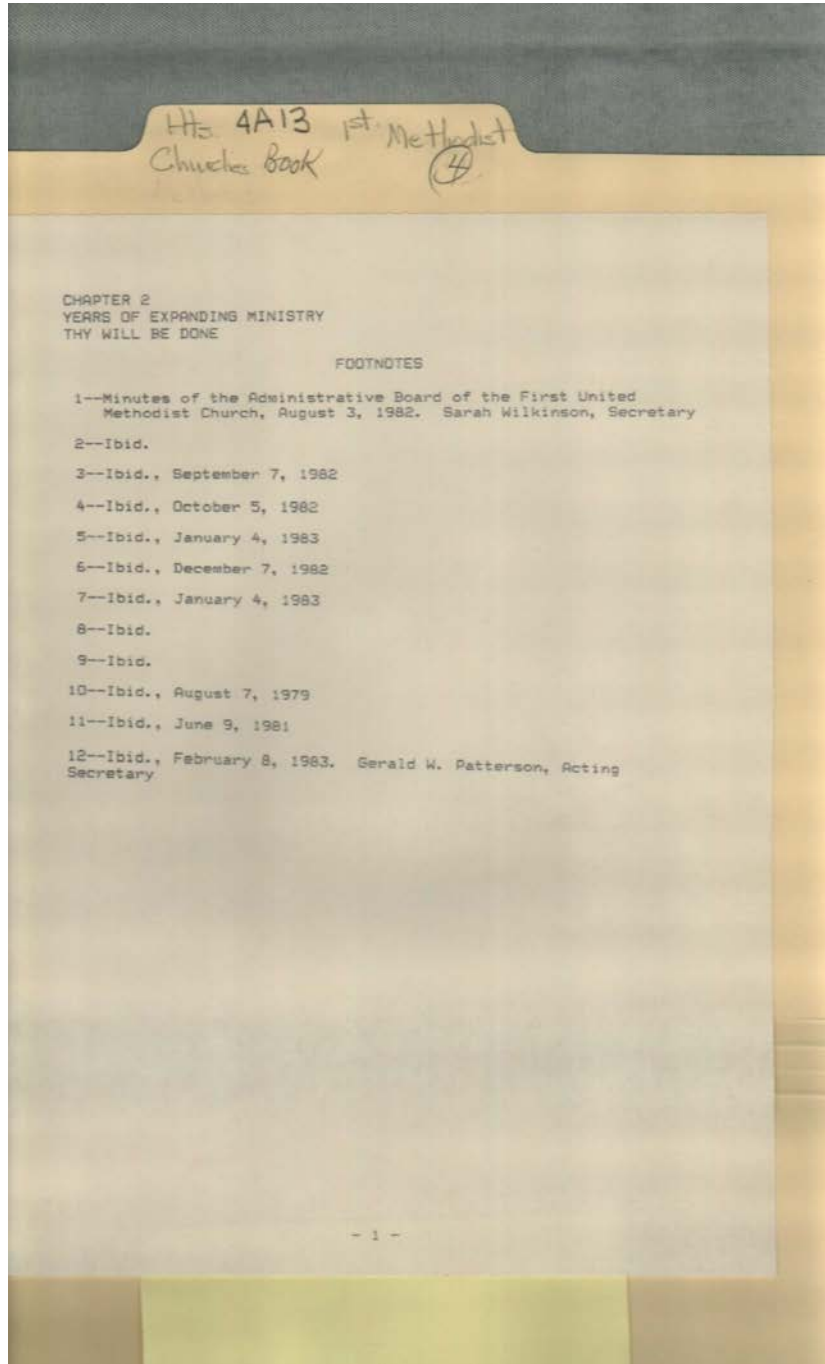 Hts 4A13 1st. Methodist
Churches Book 4
CHAPTER 2
YEARS OF EXPANDING MINISTRY
THY WILL BE DONE
FOOTNOTES
1--Minutes of the Administrative Board of the First United
Methodist Church, August 3, 1982. Sarah Wilkinson, Secretary
2--Ibid.
3--Ibid., September 7, 1982
4--Ibid., October 5, 1982
5--Ibid., January 4, 1983
6--Ibid., December 7, 1982
7--Ibid., January 4, 1983
8--Ibid.
9--Ibid.
10--Ibid., August 7, 1979
11--Ibid., June 9, 1981
12--Ibid., February 8, 1983. Gerald W. Patterson, Acting
Secretary
- 1 -